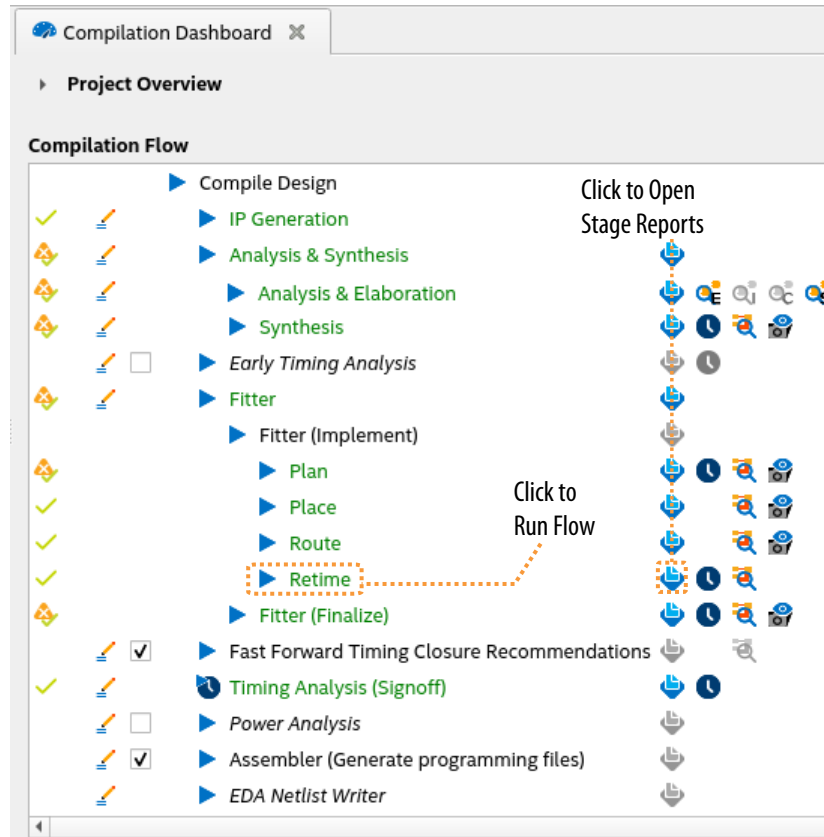 Compilation Dashboard
Project Overview
Compilation Flow
Compile Design
Click to Open
Stage Reports
IP Generation
Analysis & Synthesis
Analysis & Elaboration
Synthesis
Early Timing Analysis
Fitter
Fitter (Implement)
Plan
Click to
Run Flow
Place
Route
Retime
Fitter (Finalize)
Fast Forward Timing Closure Recommendations
Timing Analysis (Signoff)
Power Analysis
Assembler (Generate programming files)
EDA Netlist Writer